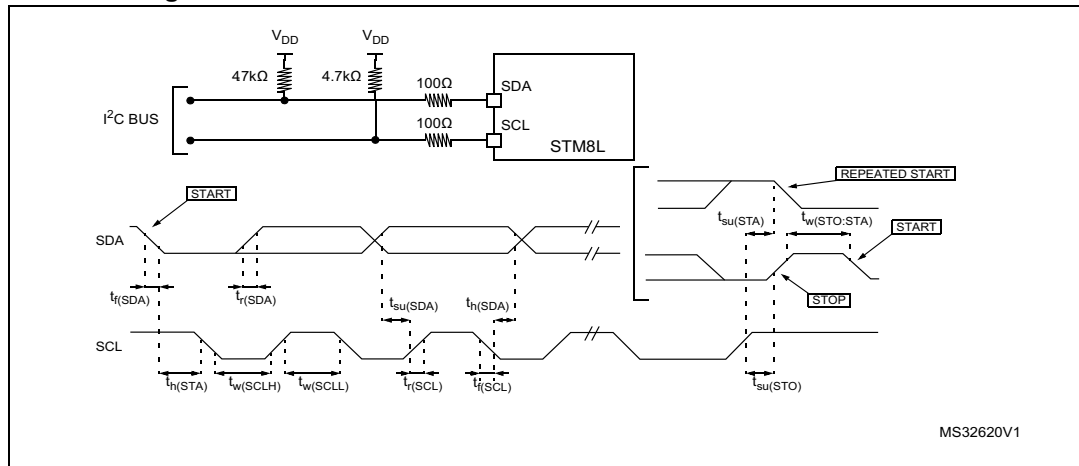 VDD VDD
47kΩ 4.7kΩ 100Ω
SDA
I²C BUS
100Ω SCL
STM8L
REPEATED START
START
tsu(STA) tw(STO:STA)
START
SDA
STOP
tf(SDA) tr(SDA) tsu(SDA) th(SDA)
SCL
th(STA) tw(SCLH) tw(SCLL) tr(SCL) tf(SCL) tsu(STO)
MS32620V1